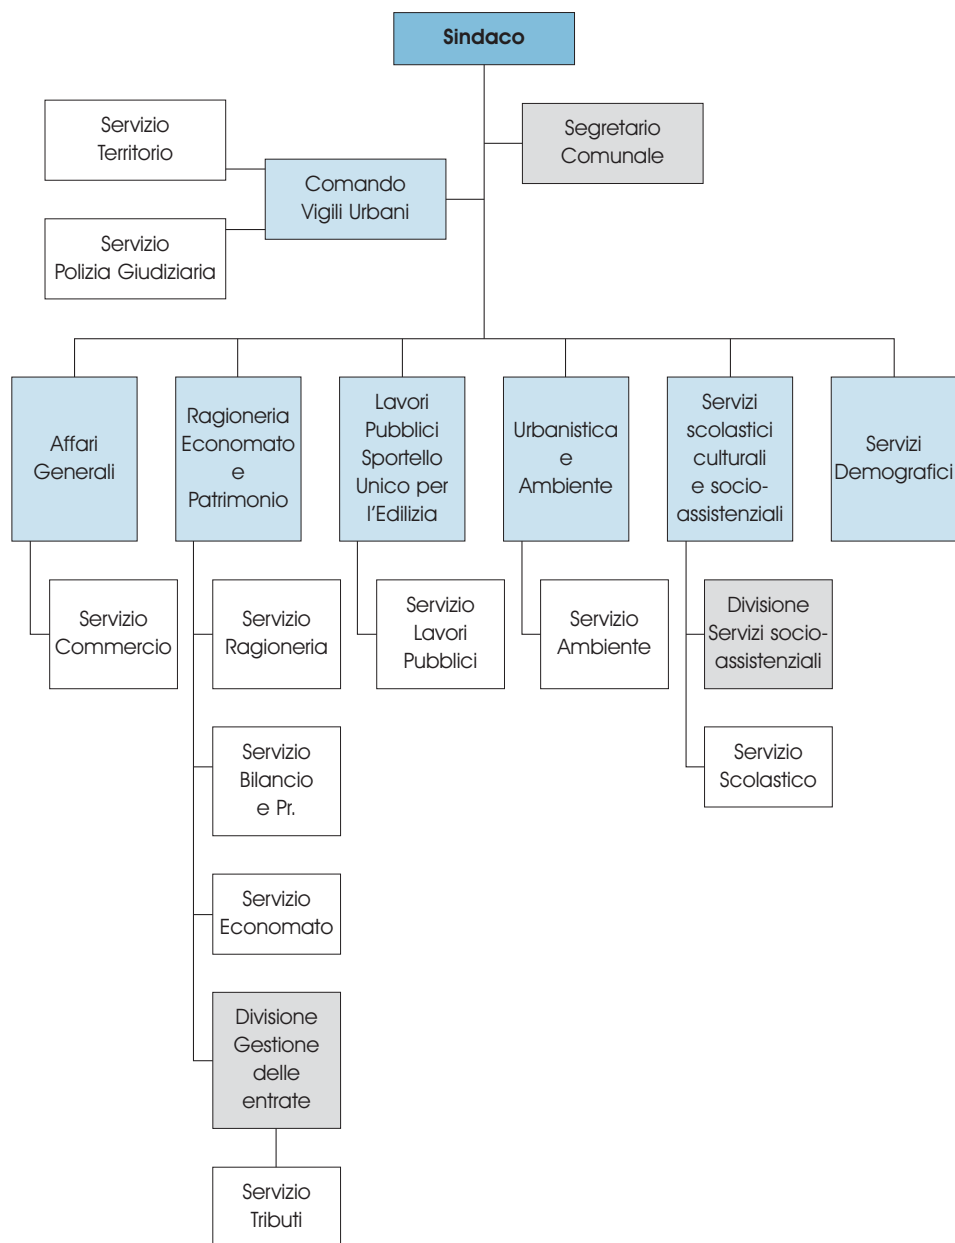 Sindaco
Segretario
Comunale
Servizio
Territorio
Comando
Vigili Urbani
Servizio
Polizia Giudiziaria
Affari
Generali
Ragioneria
Economato
e
Patrimonio
Lavori
Pubblici
Sportello
Unico per
l'Edilizia
Urbanistica
e
Ambiente
Servizi
scolastici
culturali
e socio-
assistenziali
Servizi
Demografici
Servizio
Commercio
Servizio
Ragioneria
Servizio
Lavori
Pubblici
Servizio
Ambiente
Divisione
Servizi socio-
assistenziali
Servizio
Bilancio
e Pr.
Servizio
Scolastico
Servizio
Economato
Divisione
Gestione
delle
entrate
Servizio
Tributi